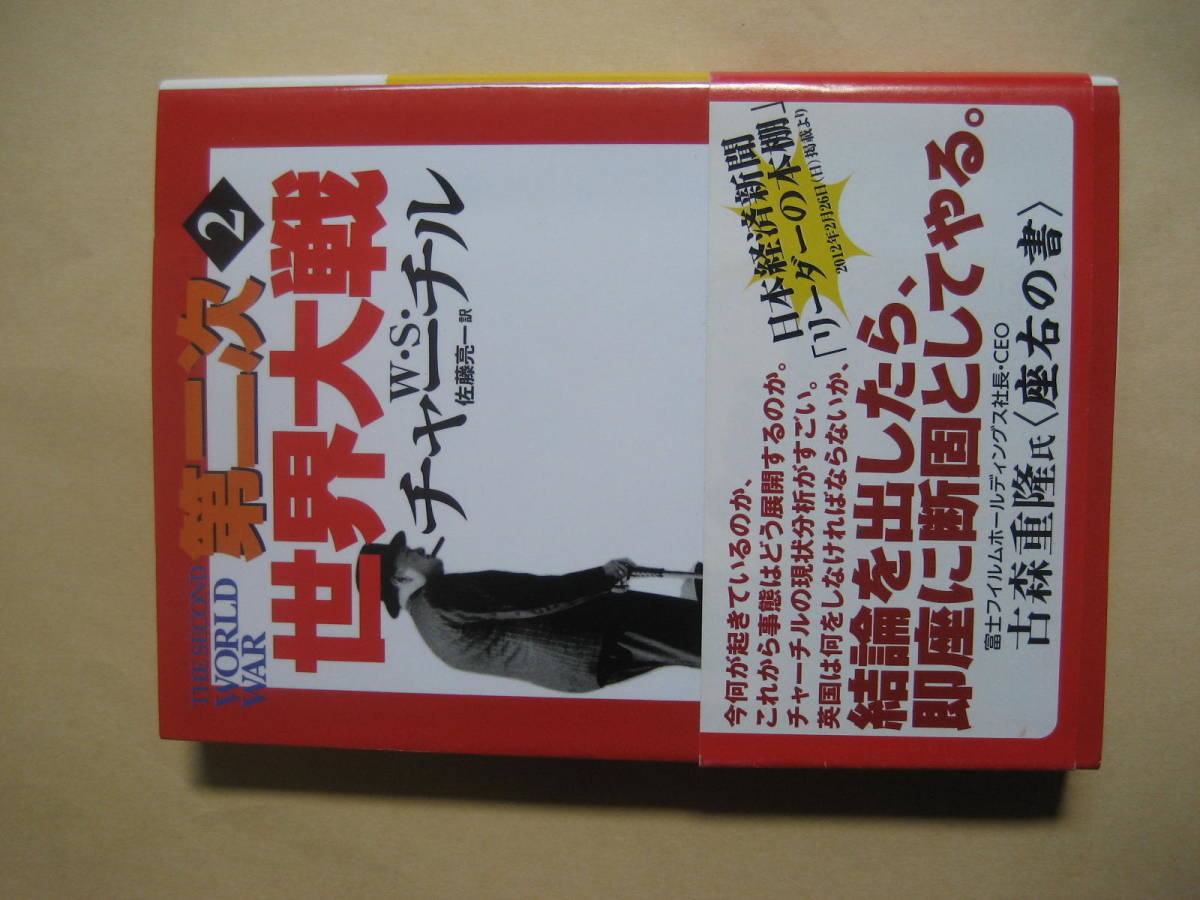 THE SECOND
WORLD
WAR
第二次
2
世界大戦
W・S・
チャーチル
佐藤亮一 訳
日本経済新聞
「リーダーの本棚」
2012年2月26日(日)掲載より
今何が起きているのか、
これから事態はどう展開するのか。
チャーチルの現状分析がすごい。
英国は何をしなければならないか、
結論を出したら、
即座に断固としてやる。
富士フイルムホールディングス社長・CEO
古森重隆氏〈座右の書〉